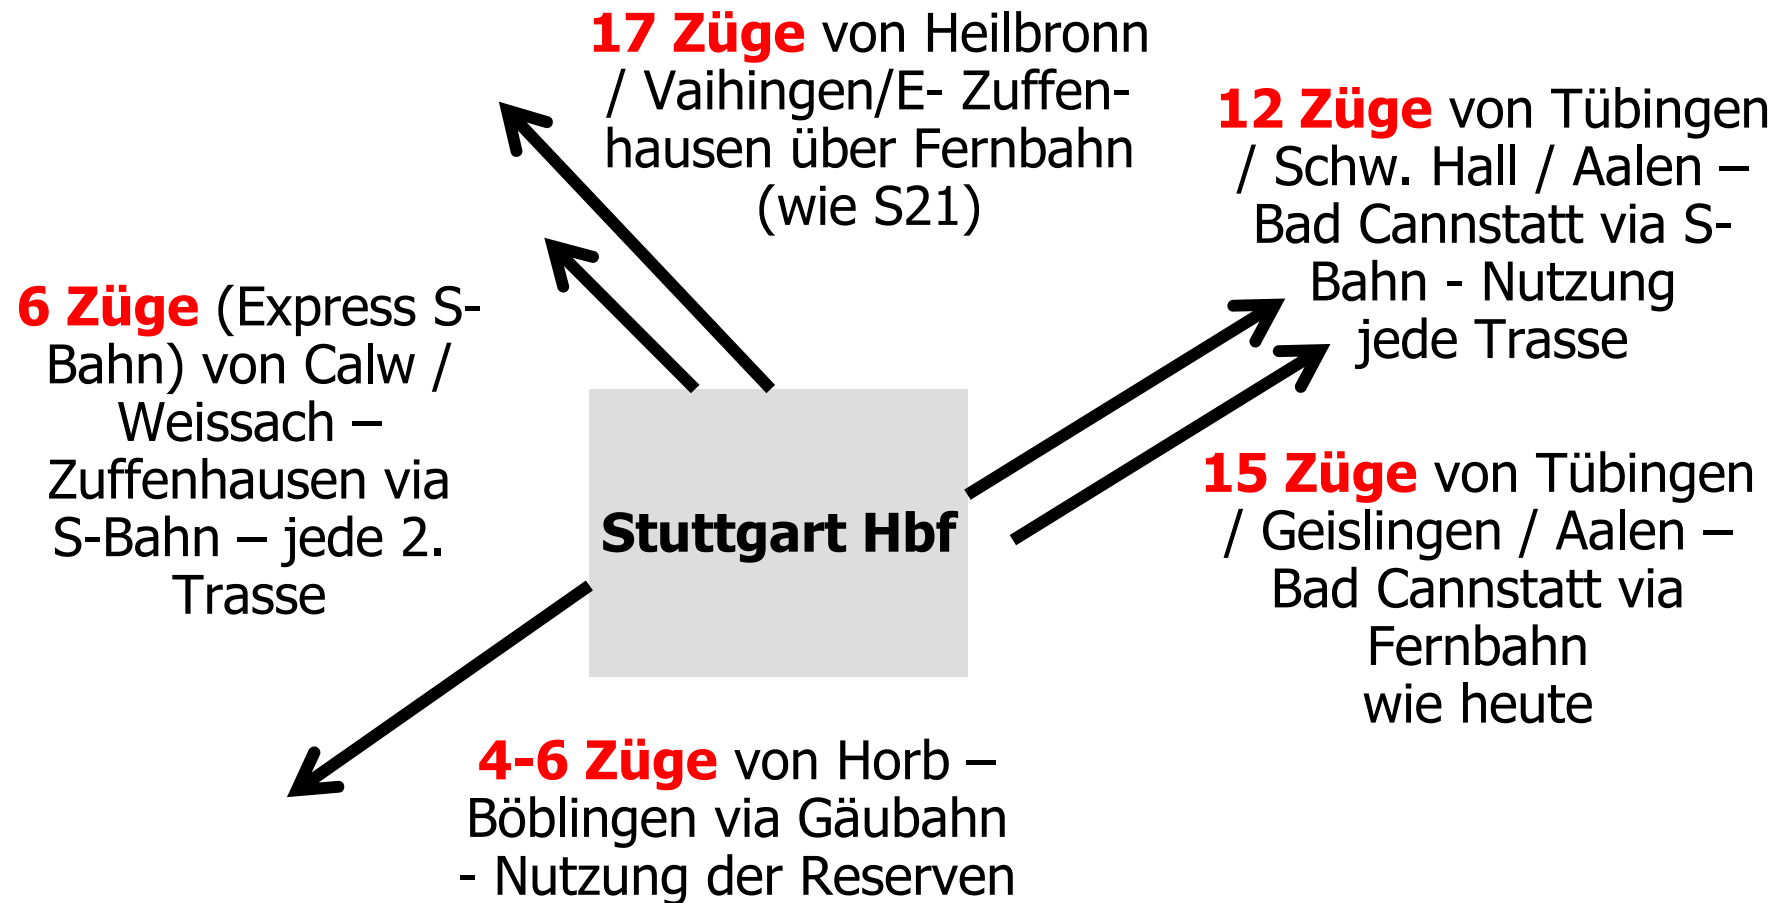 17 Züge von Heilbronn
/ Vaihingen/E- Zuffen-
hausen über Fernbahn
(wie S21)
12 Züge von Tübingen
/ Schw. Hall / Aalen –
Bad Cannstatt via S-
Bahn - Nutzung
jede Trasse
6 Züge (Express S-
Bahn) von Calw /
Weissach –
Zuffenhausen via
S-Bahn – jede 2.
Trasse
Stuttgart Hbf
15 Züge von Tübingen
/ Geislingen / Aalen –
Bad Cannstatt via
Fernbahn
wie heute
4-6 Züge von Horb –
Böblingen via Gäubahn
- Nutzung der Reserven